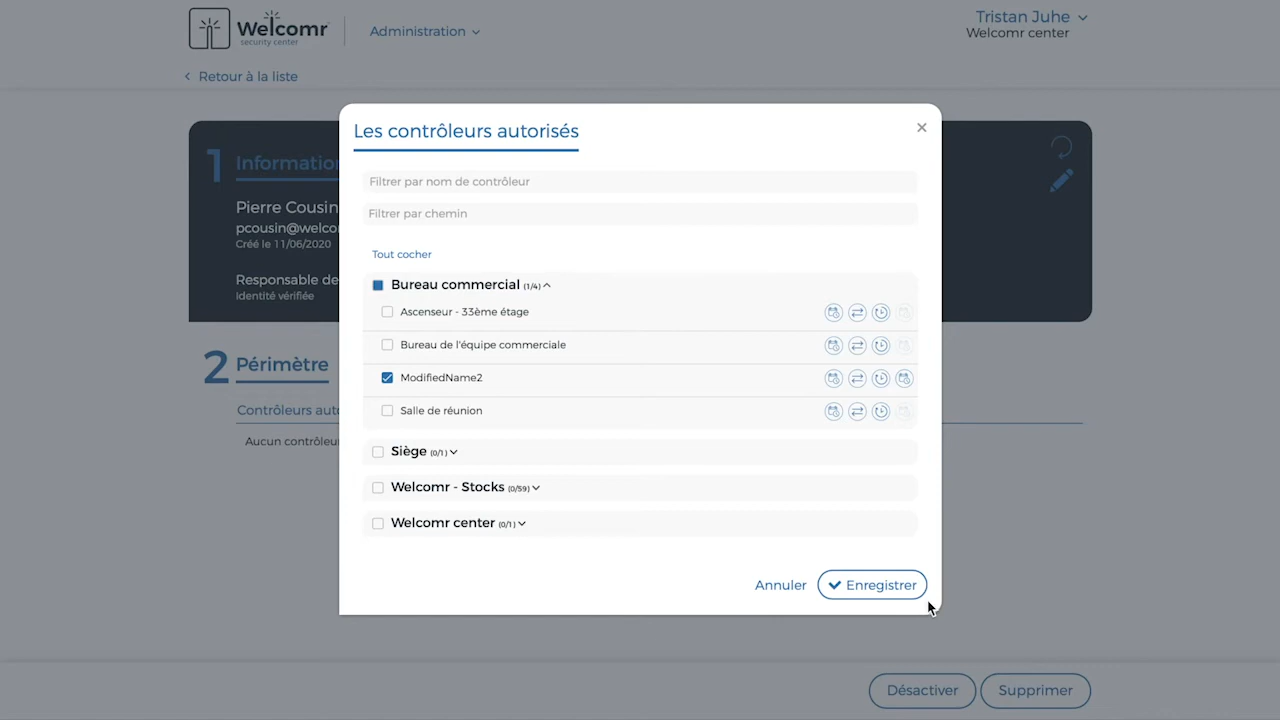 Welcomr
security center
Administration
Tristan Juhe
Welcomr center
Retour à la liste
Les contrôleurs autorisés
1
Information
Filtrer par nom de contrôleur
Pierre Cousin
Filtrer par chemin
pcousin@welco
Créé le 11/06/2020
Tout cocher
Responsable de
Identité vérifiée
Bureau commercial (1/4)
Ascenseur - 33ème étage
Bureau de l'équipe commerciale
2 Périmètre
ModifiedName2
Contrôleurs auto
Salle de réunion
Aucun contrôleur
Siège (0/1)
Welcomr - Stocks (0/59)
Welcomr center (0/1)
Annuler
Enregistrer
Désactiver
Supprimer